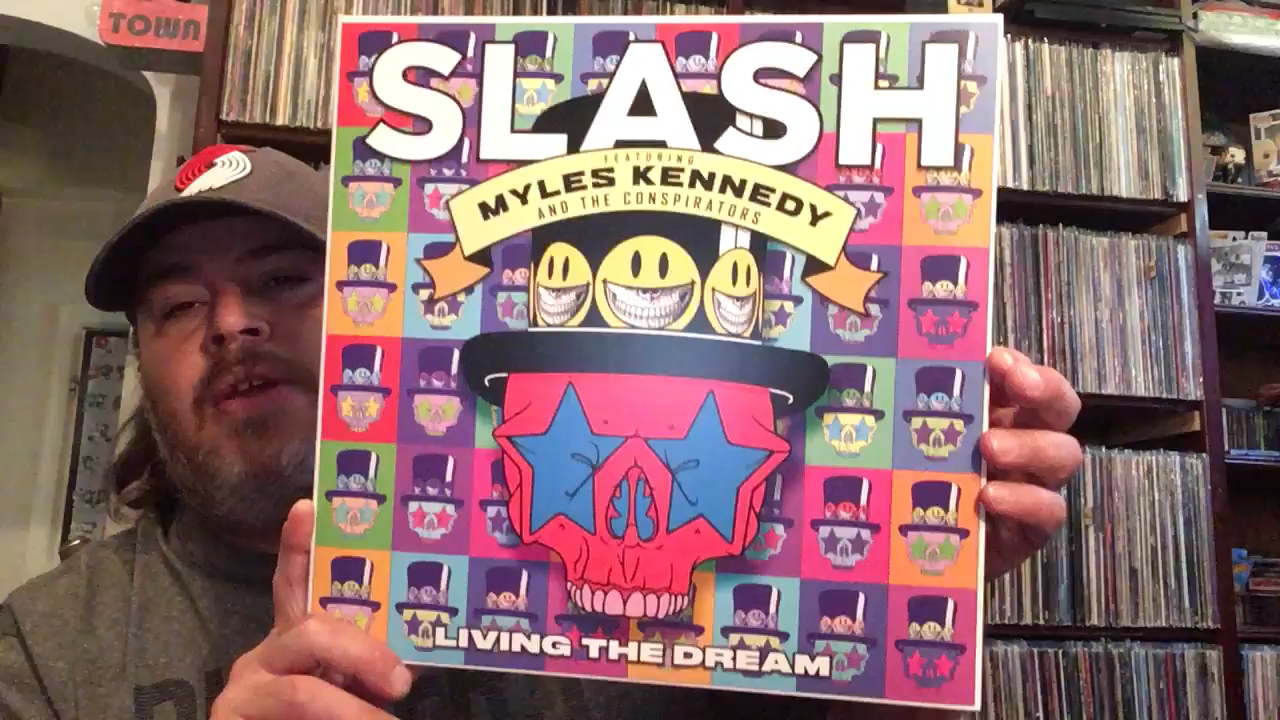 TOWN
SLASH
FEATURING
MYLES KENNEDY
AND THE CONSPIRATORS
LIVING THE DREAM